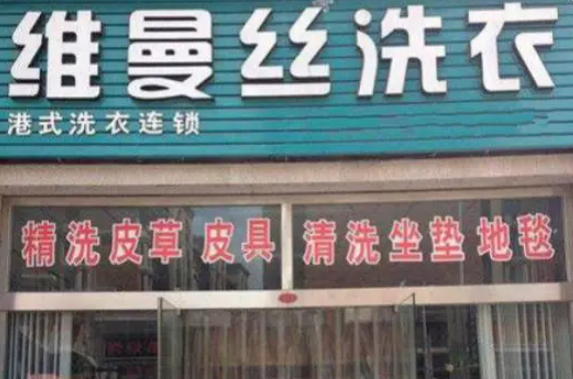 维曼丝洗衣
港式洗衣连锁
精洗皮草 皮具 清洗坐垫地毯